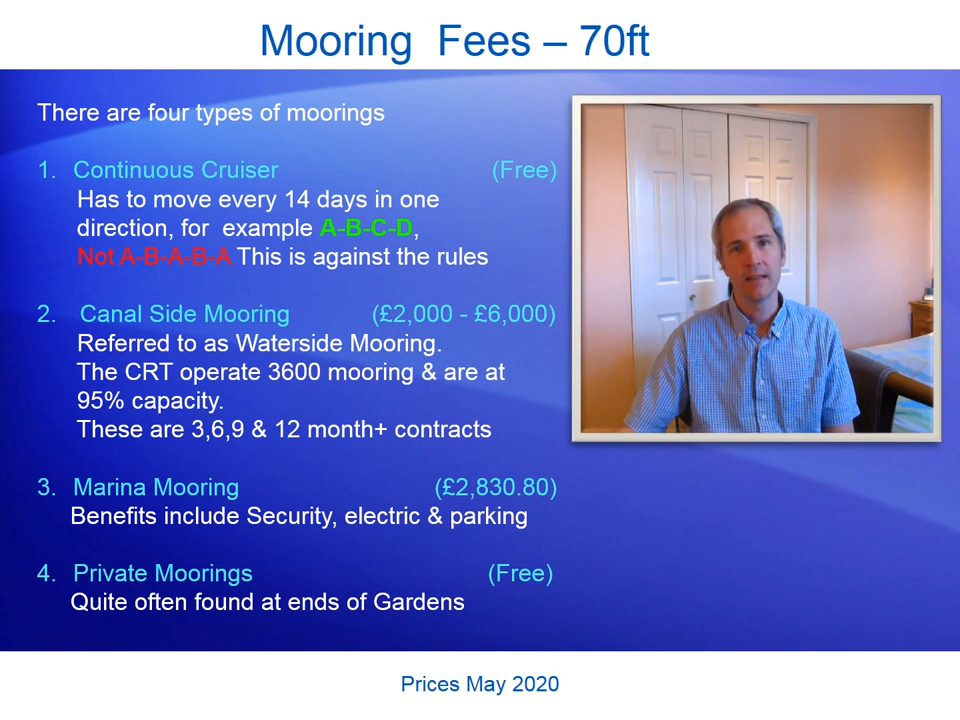 Mooring Fees – 70ft
There are four types of moorings
1. Continuous Cruiser (Free)
Has to move every 14 days in one
direction, for example A-B-C-D,
Not A-B-A-B-A This is against the rules
2. Canal Side Mooring (£2,000 - £6,000)
Referred to as Waterside Mooring.
The CRT operate 3600 mooring & are at
95% capacity.
These are 3,6,9 & 12 month+ contracts
3. Marina Mooring (£2,830.80)
Benefits include Security, electric & parking
4. Private Moorings (Free)
Quite often found at ends of Gardens
Prices May 2020